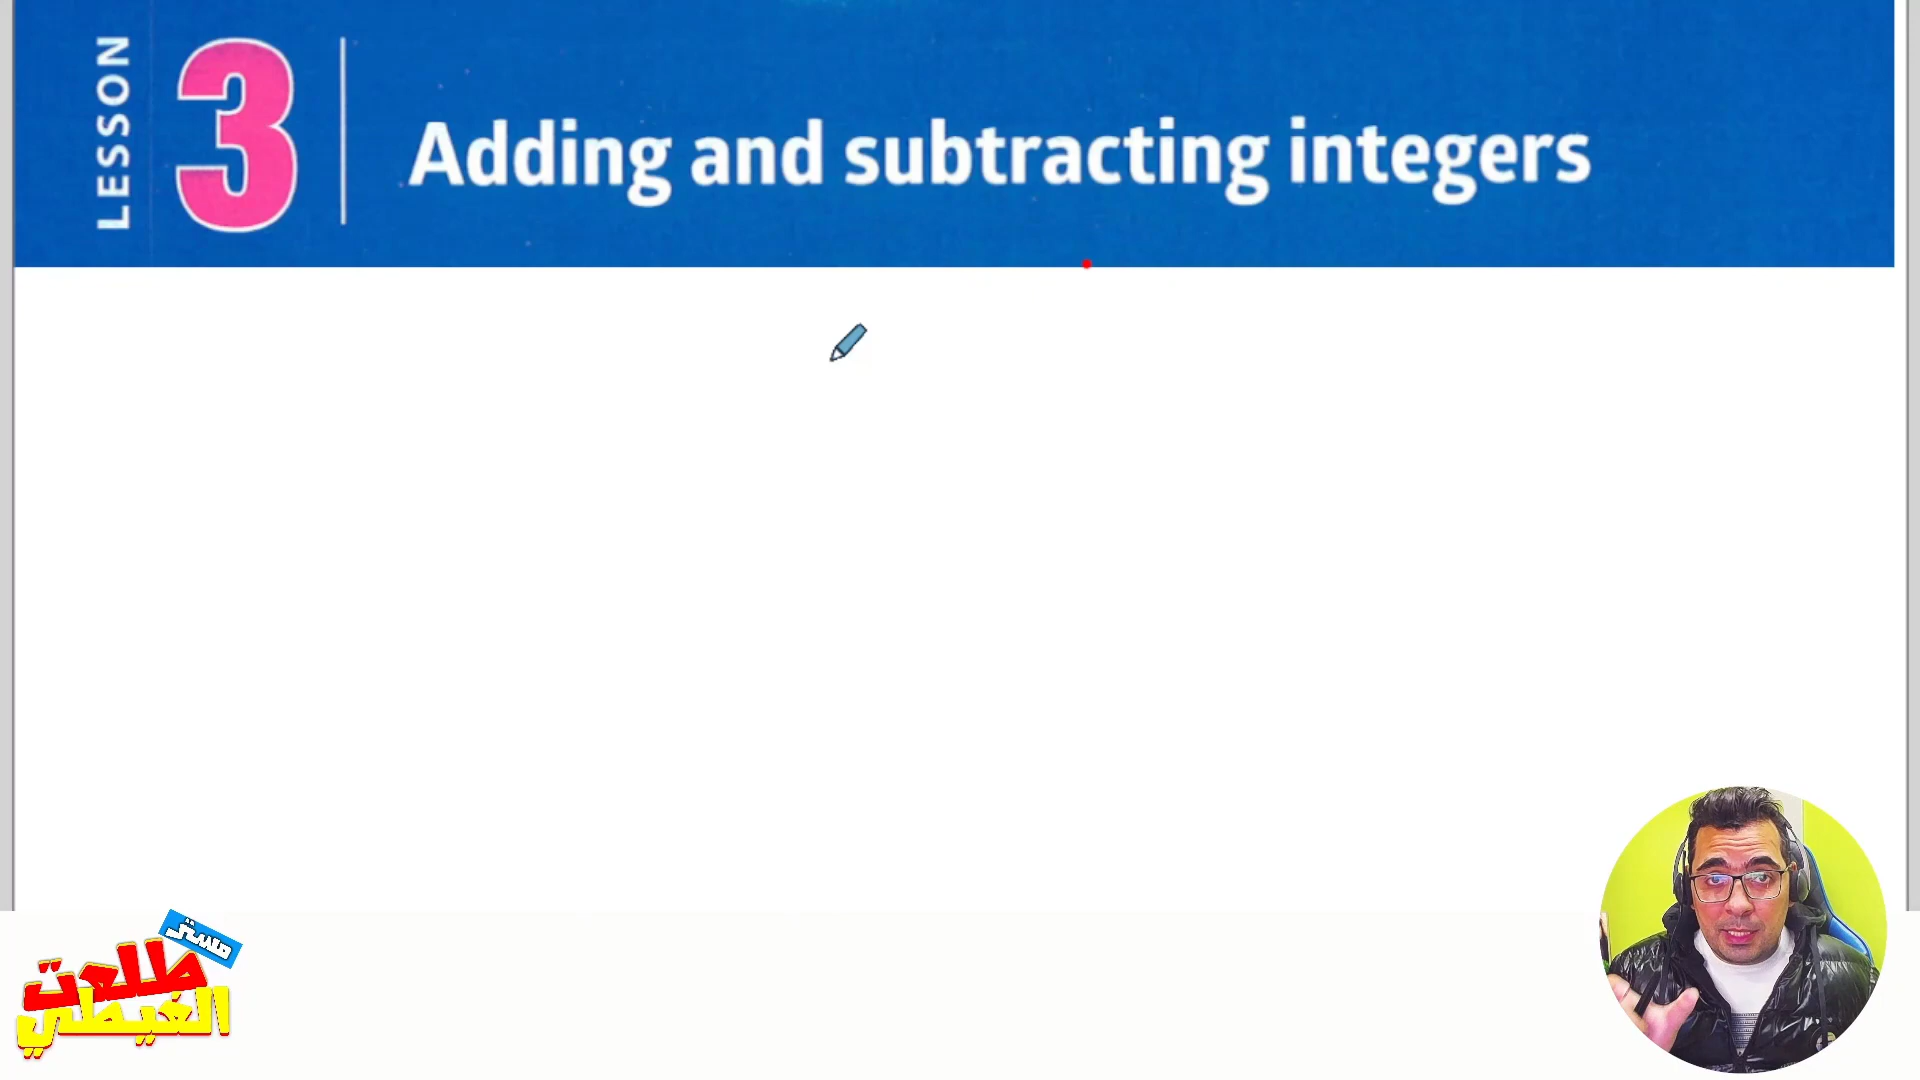 LESSON
3
Adding and subtracting integers
مستر
طلعت
الغيطي